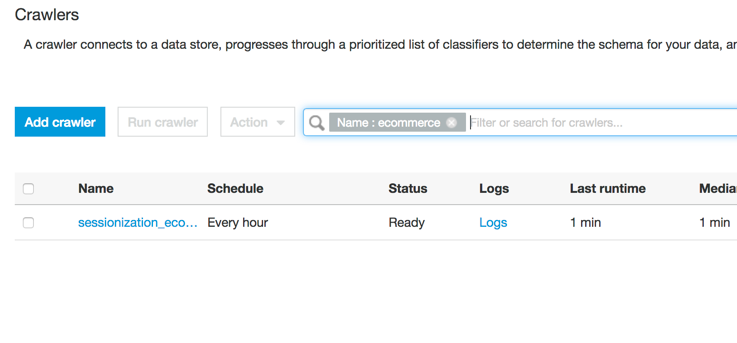 Crawlers
A crawler connects to a data store, progresses through a prioritized list of classifiers to determine the schema for your data, an
Add crawler Run crawler Action Name : ecommerce Filter or search for crawlers...
Name Schedule Status Logs Last runtime Media
sessionization_eco... Every hour Ready Logs 1 min 1 min